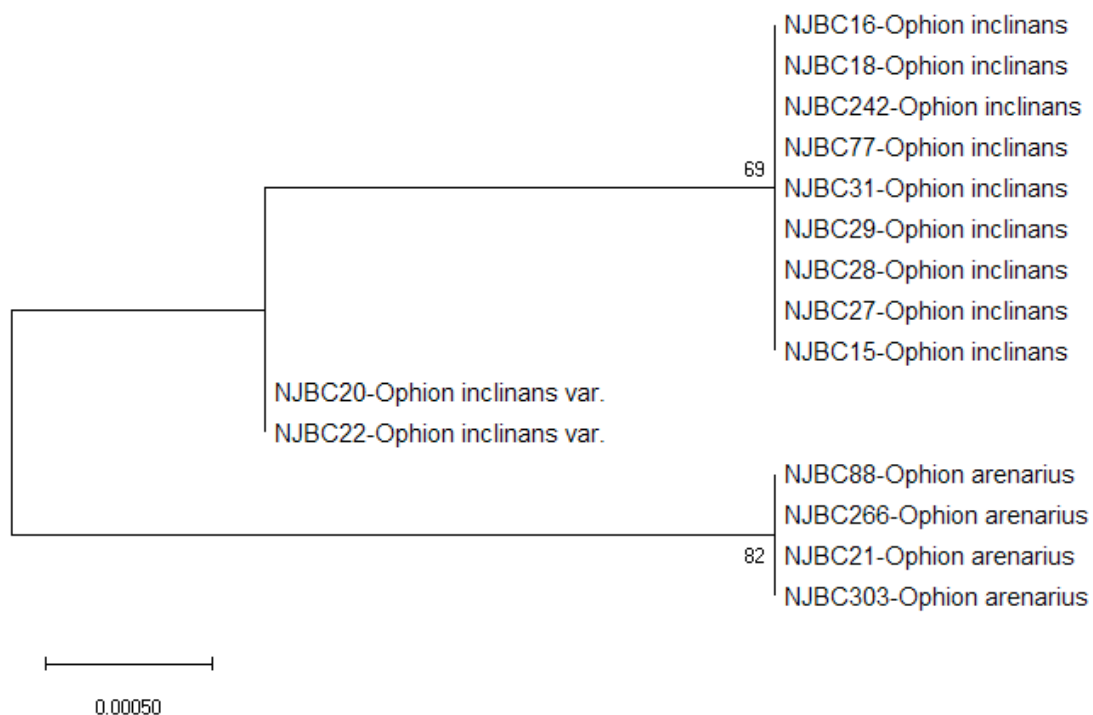 NJBC16-Ophion inclinans
NJBC18-Ophion inclinans
NJBC242-Ophion inclinans
NJBC77-Ophion inclinans
69
NJBC31-Ophion inclinans
NJBC29-Ophion inclinans
NJBC28-Ophion inclinans
NJBC27-Ophion inclinans
NJBC15-Ophion inclinans
NJBC20-Ophion inclinans var.
NJBC22-Ophion inclinans var.
NJBC88-Ophion arenarius
NJBC266-Ophion arenarius
82
NJBC21-Ophion arenarius
NJBC303-Ophion arenarius
0.00050